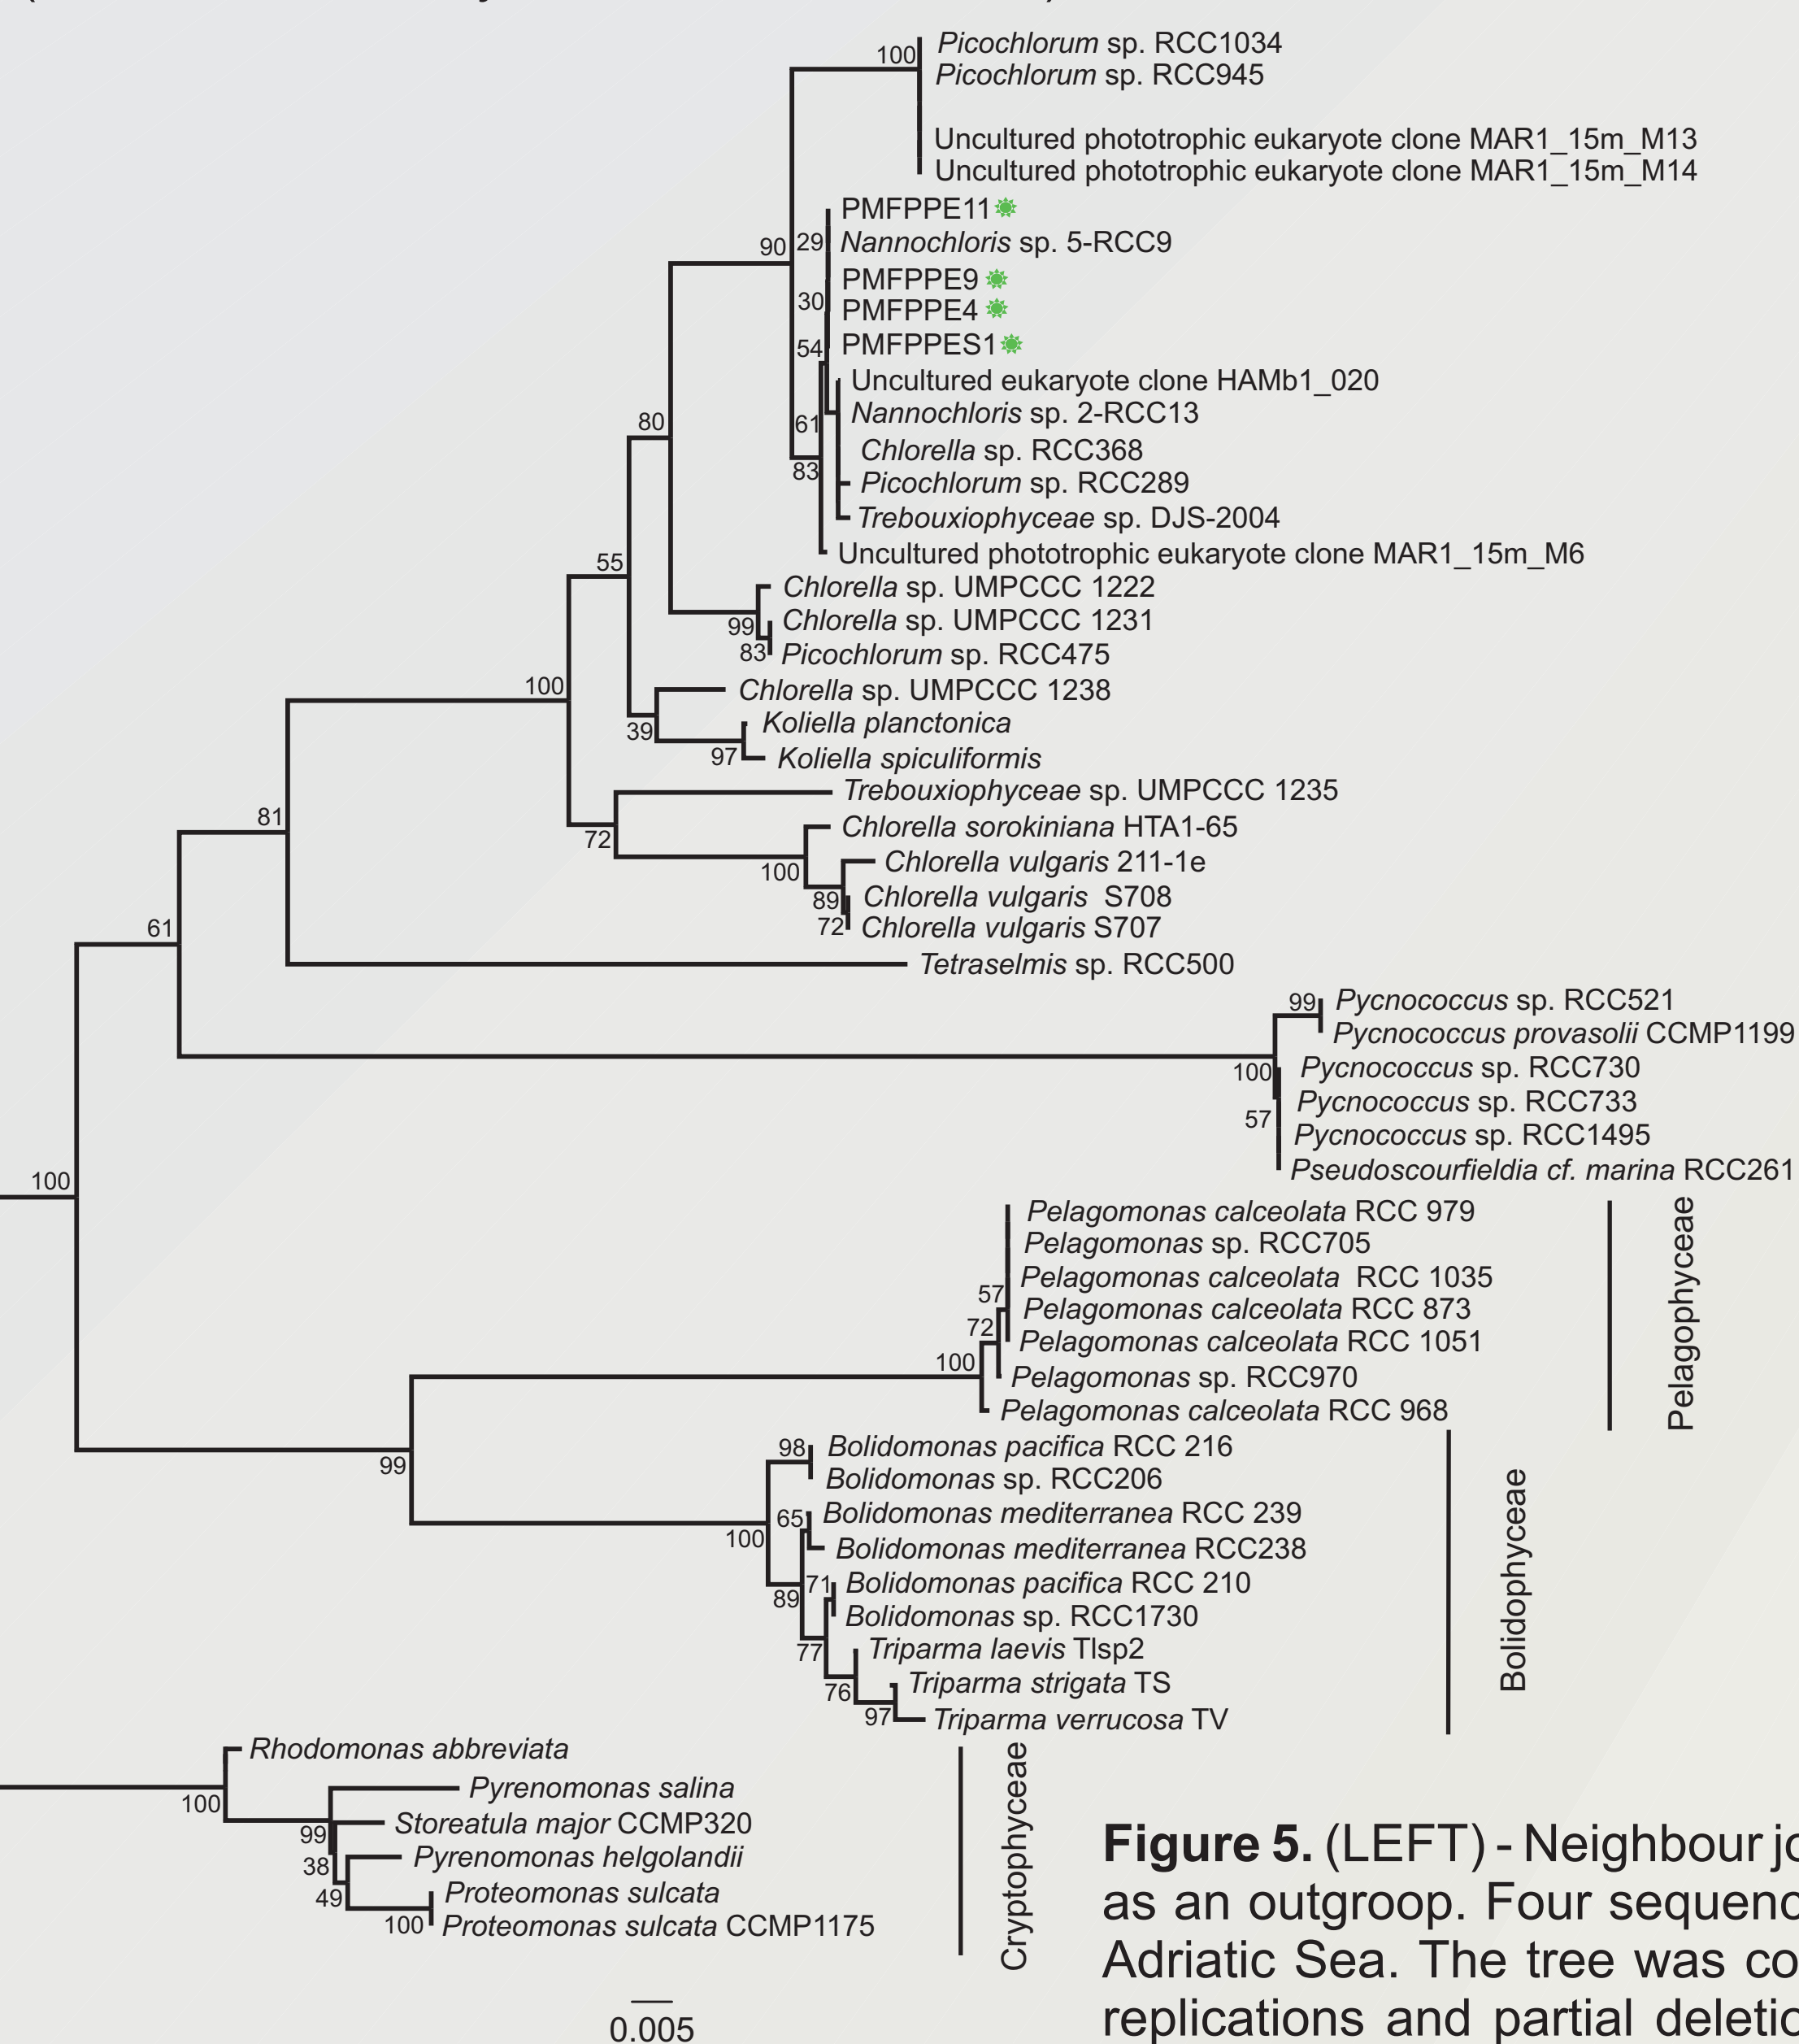 100
Picochlorum sp. RCC1034
Picochlorum sp. RCC945
Uncultured phototrophic eukaryote clone MAR1_15m_M13
Uncultured phototrophic eukaryote clone MAR1_15m_M14
PMFPPE11
90
29
Nannochloris sp. 5-RCC9
PMFPPE9
30
PMFPPE4
54
PMFPPES1
Uncultured eukaryote clone HAMb1_020
Nannochloris sp. 2-RCC13
80
61
Chlorella sp. RCC368
83
Picochlorum sp. RCC289
Trebouxiophyceae sp. DJS-2004
Uncultured phototrophic eukaryote clone MAR1_15m_M6
55
Chlorella sp. UMPCCC 1222
99
Chlorella sp. UMPCCC 1231
83
Picochlorum sp. RCC475
100
Chlorella sp. UMPCCC 1238
39
Koliella planctonica
97
Koliella spiculiformis
Trebouxiophyceae sp. UMPCCC 1235
81
72
Chlorella sorokiniana HTA1-65
100
Chlorella vulgaris 211-1e
89
Chlorella vulgaris S708
72
Chlorella vulgaris S707
61
Tetraselmis sp. RCC500
99
Pycnococcus sp. RCC521
Pycnococcus provasolii CCMP1199
100
Pycnococcus sp. RCC730
57
Pycnococcus sp. RCC733
Pycnococcus sp. RCC1495
Pseudoscourfieldia cf. marina RCC261
100
Pelagomonas calceolata RCC 979
Pelagomonas sp. RCC705
Pelagomonas calceolata RCC 1035
57
Pelagomonas calceolata RCC 873
72
Pelagomonas calceolata RCC 1051
100
Pelagomonas sp. RCC970
Pelagomonas calceolata RCC 968
Pelagophyceae
99
98
Bolidomonas pacifica RCC 216
Bolidomonas sp. RCC206
65
Bolidomonas mediterranea RCC 239
100
Bolidomonas mediterranea RCC238
71
Bolidomonas pacifica RCC 210
89
Bolidomonas sp. RCC1730
77
Triparma laevis Tlsp2
76
Triparma strigata TS
97
Triparma verrucosa TV
Bolidophyceae
Rhodomonas abbreviata
100
Pyrenomonas salina
99
Storeatula major CCMP320
38
Pyrenomonas helgolandii
49
Proteomonas sulcata
100
Proteomonas sulcata CCMP1175
Cryptophyceae
0.005
Figure 5. (LEFT) - Neighbour
as an outgroop. Four
Adriatic Sea. The tree was
replications and partial